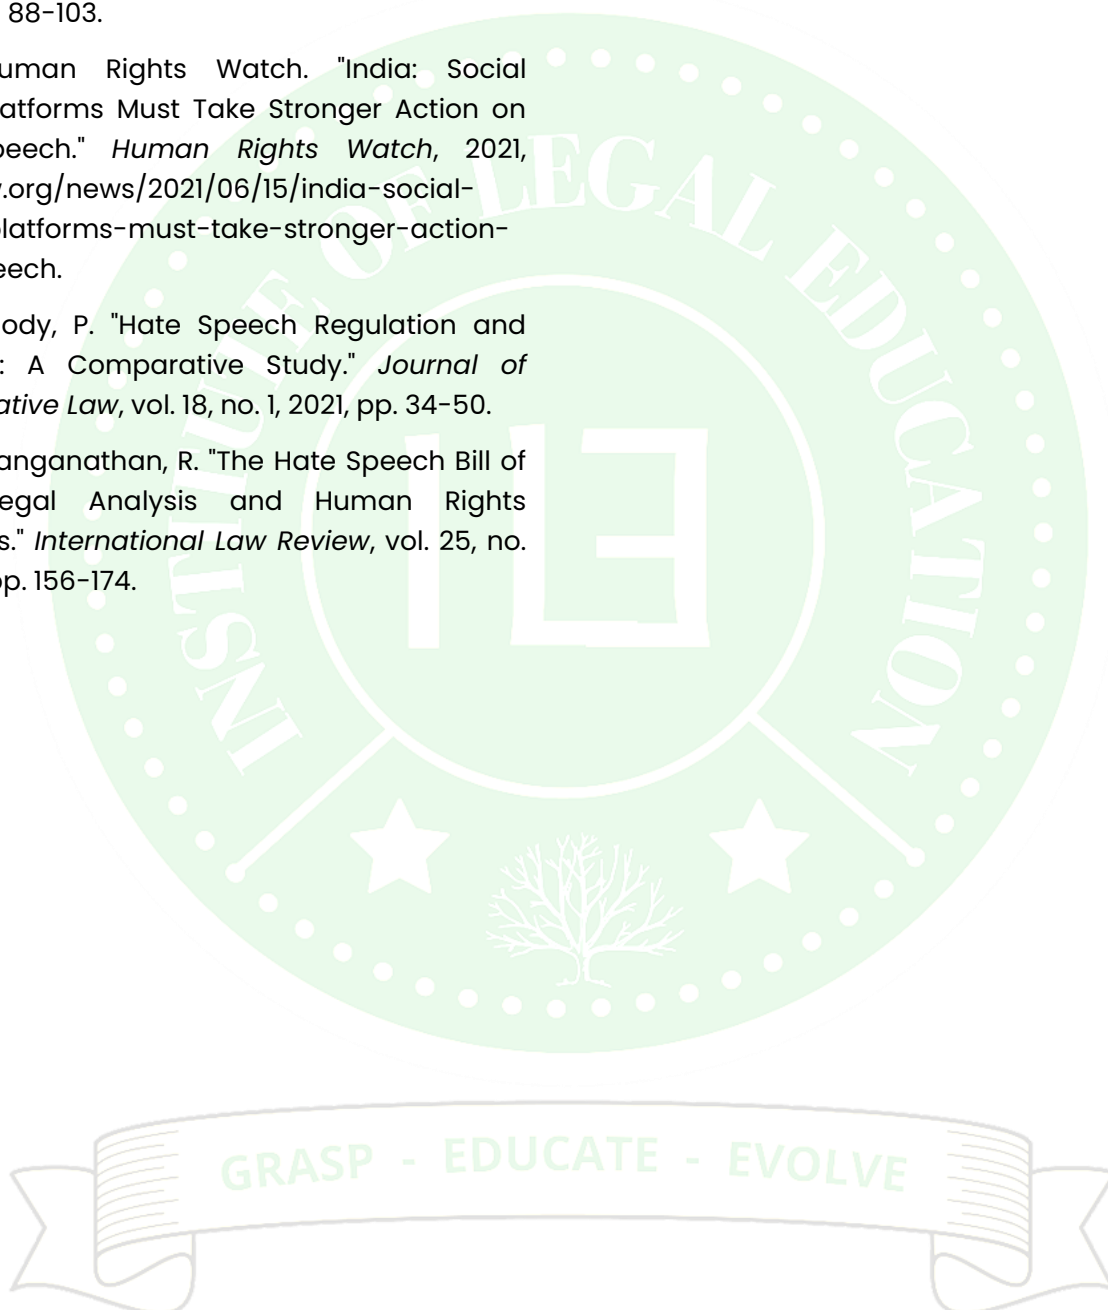 88-103.
uman Rights Watch. "India: Social
atforms Must Take Stronger Action on
peech." Human Rights Watch, 2021,
.org/news/2021/06/15/india-social-
latforms-must-take-stronger-action-
eech.
ody, P. "Hate Speech Regulation and
: A Comparative Study." Journal of
ative Law, vol. 18, no. 1, 2021, pp. 34-50.
anganathan, R. "The Hate Speech Bill of
egal Analysis and Human Rights
s." International Law Review, vol. 25, no.
p. 156-174.
INSTITUTE OF LEGAL EDUCATION
GRASP - EDUCATE - EVOLVE